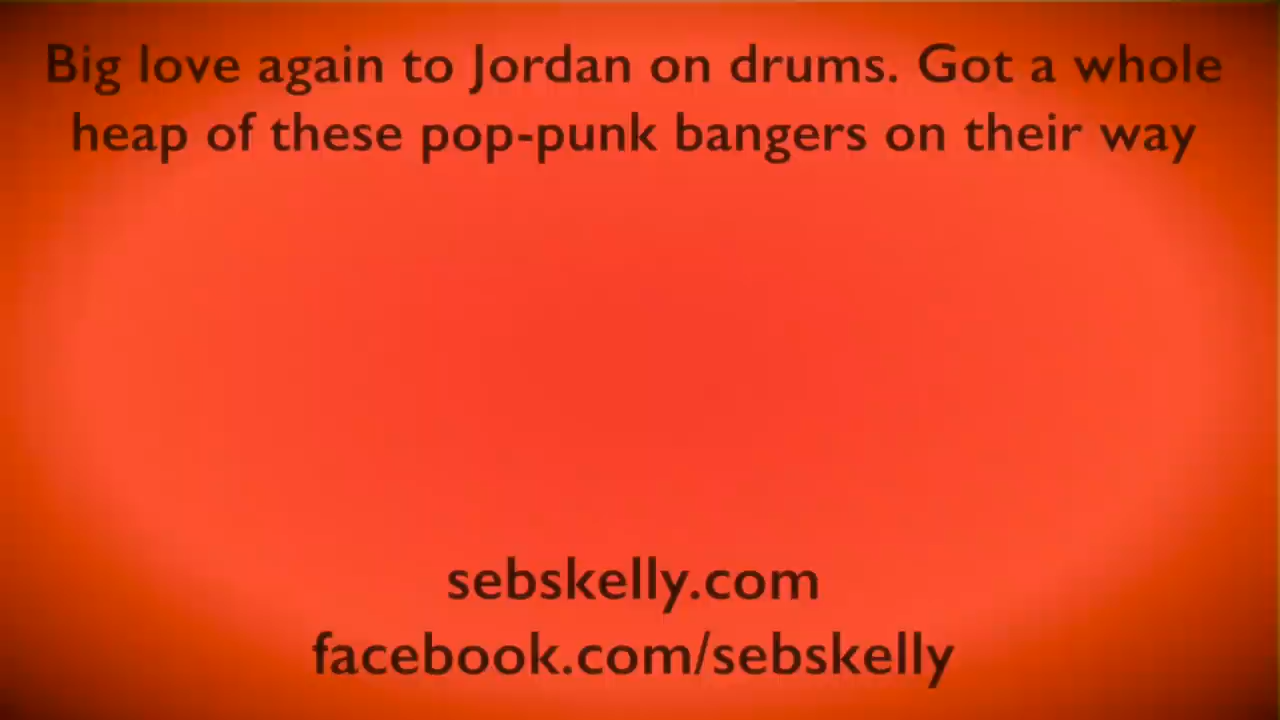 Big love again to Jordan on drums. Got a whole
heap of these pop-punk bangers on their way
sebskelly.com
facebook.com/sebskelly